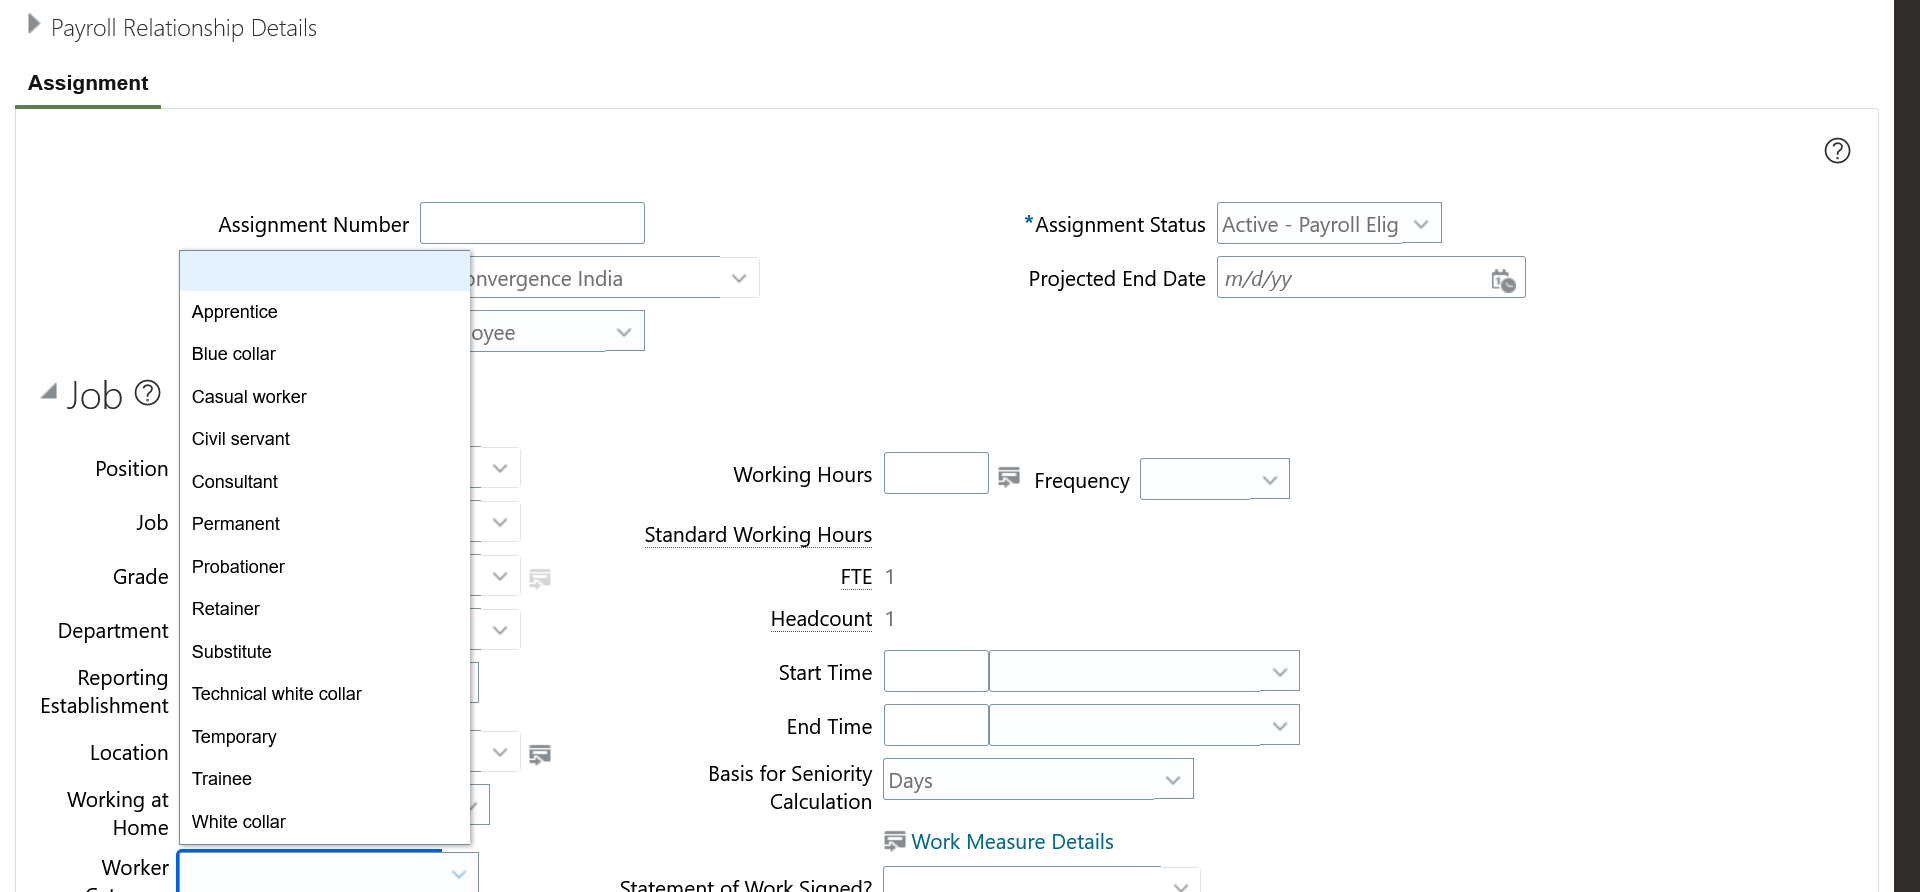 Payroll Relationship Details
Assignment
Assignment Number
*Assignment Status Active - Payroll Elig
onvergence India
Projected End Date m/d/yy
oyee
Job
Apprentice
Blue collar
Casual worker
Civil servant
Consultant
Permanent
Probationer
Retainer
Substitute
Technical white collar
Temporary
Trainee
White collar
Position
Job
Grade
Department
Reporting
Establishment
Location
Working at
Home
Worker
Working Hours
Frequency
Standard Working Hours
FTE 1
Headcount 1
Start Time
End Time
Basis for Seniority
Calculation
Days
Work Measure Details
Statement of Work Signed?